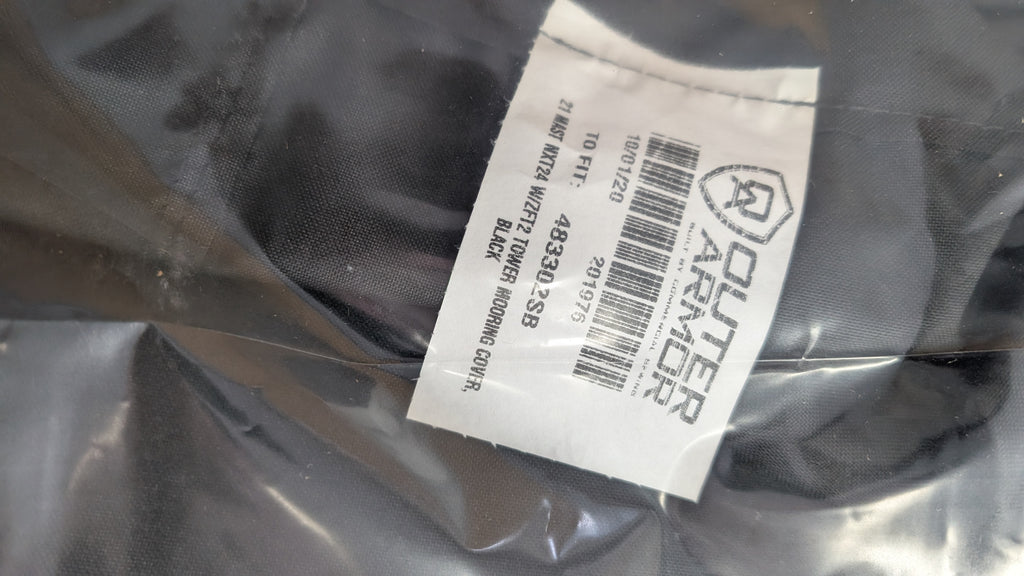 OUTER
ARMOR
BUILT BY COMMERCIAL SEWING
10/01/20 201976
TO FIT: 483302SB
21 MAST NXT24 W/ZFT2 TOWER MOORING COVER,
BLACK